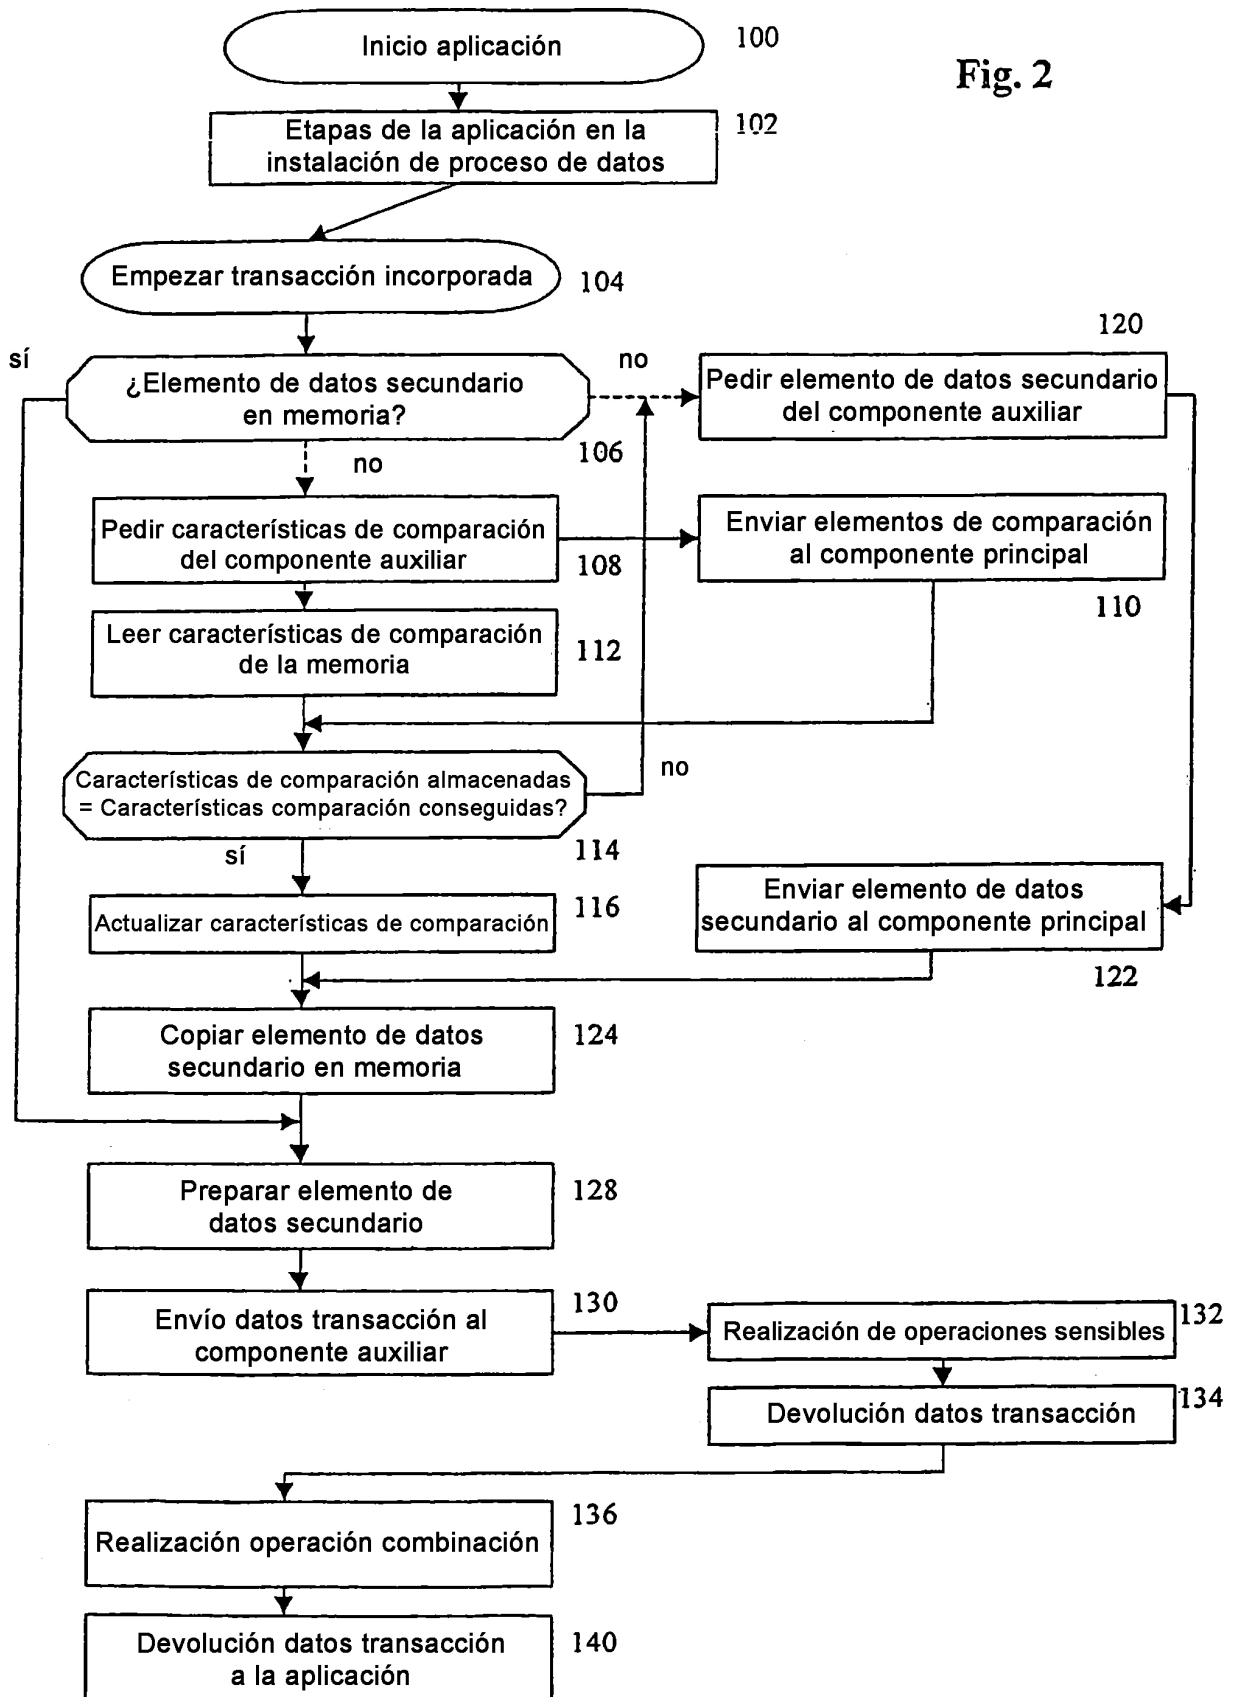 Inicio aplicación
100
Fig. 2
Etapas de la aplicación en la
instalación de proceso de datos
102
Empezar transacción incorporada
104
sí
¿Elemento de datos secundario
en memoria?
106
no
no
120
Pedir elemento de datos secundario
del componente auxiliar
Pedir características de comparación
del componente auxiliar
108
Enviar elementos de comparación
al componente principal
110
Leer características de comparación
de la memoria
112
Características de comparación almacenadas
= Características comparación conseguidas?
114
no
sí
Actualizar características de comparación
116
Enviar elemento de datos
secundario al componente principal
122
Copiar elemento de datos
secundario en memoria
124
Preparar elemento de
datos secundario
128
Envío datos transacción al
componente auxiliar
130
Realización de operaciones sensibles
132
Devolución datos transacción
134
Realización operación combinación
136
Devolución datos transacción
a la aplicación
140